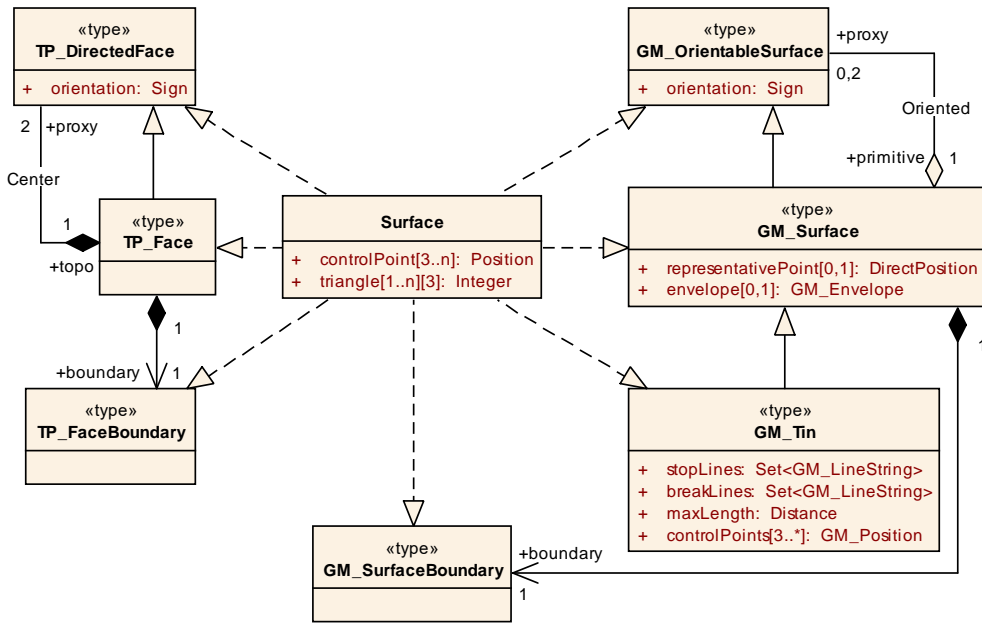 «type»
TP_DirectedFace
+ orientation: Sign
2 +proxy
Center
1
+topo
«type»
TP_Face
1
+boundary
1
«type»
TP_FaceBoundary
Surface
+ controlPoint[3..n]: Position
+ triangle[1..n][3]: Integer
«type»
GM_OrientableSurface
+ orientation: Sign
+proxy
0,2
Oriented
+primitive
1
«type»
GM_Surface
+ representativePoint[0,1]: DirectPosition
+ envelope[0,1]: GM_Envelope
1
«type»
GM_Tin
+ stopLines: Set<GM_LineString>
+ breakLines: Set<GM_LineString>
+ maxLength: Distance
+ controlPoints[3..*]: GM_Position
«type»
GM_SurfaceBoundary
+boundary
1